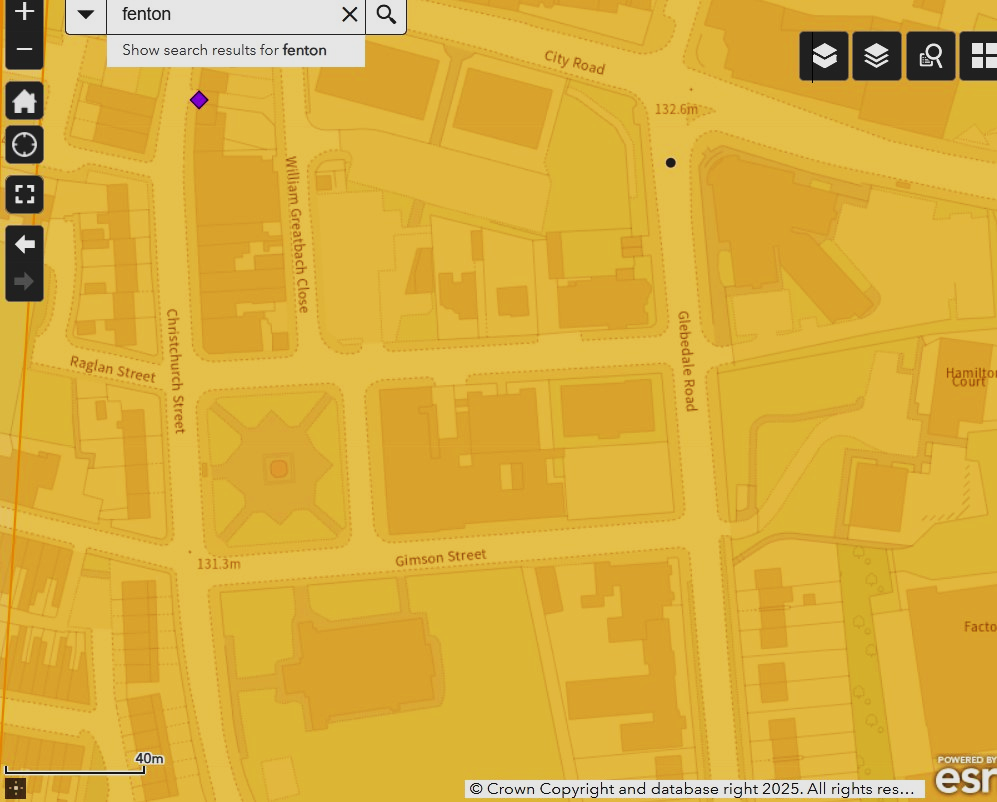 fenton
Show search results for fenton
City Road
132.6m
William Greatbach Close
Christchurch Street
Raglan Street
Glebedale Road
Hamilton
Court
131.3m
Gimson Street
Facto
40m
POWERED BY
esr
© Crown Copyright and database right 2025. All rights res...